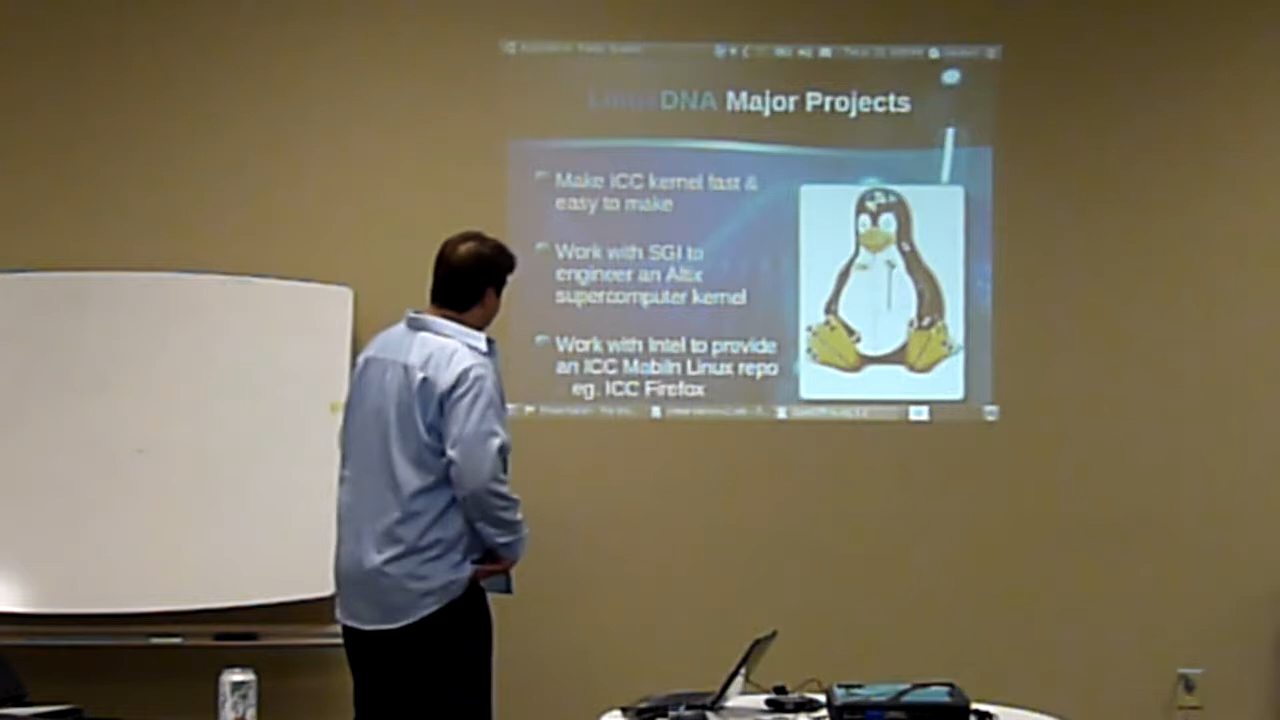 LinuxDNA Major Projects
Make ICC kernel fast &
easy to make
Work with SGI to
engineer an Altix
supercomputer kernel
Work with Intel to provide
an ICC Mobiln Linux repo
eg. ICC Firefox